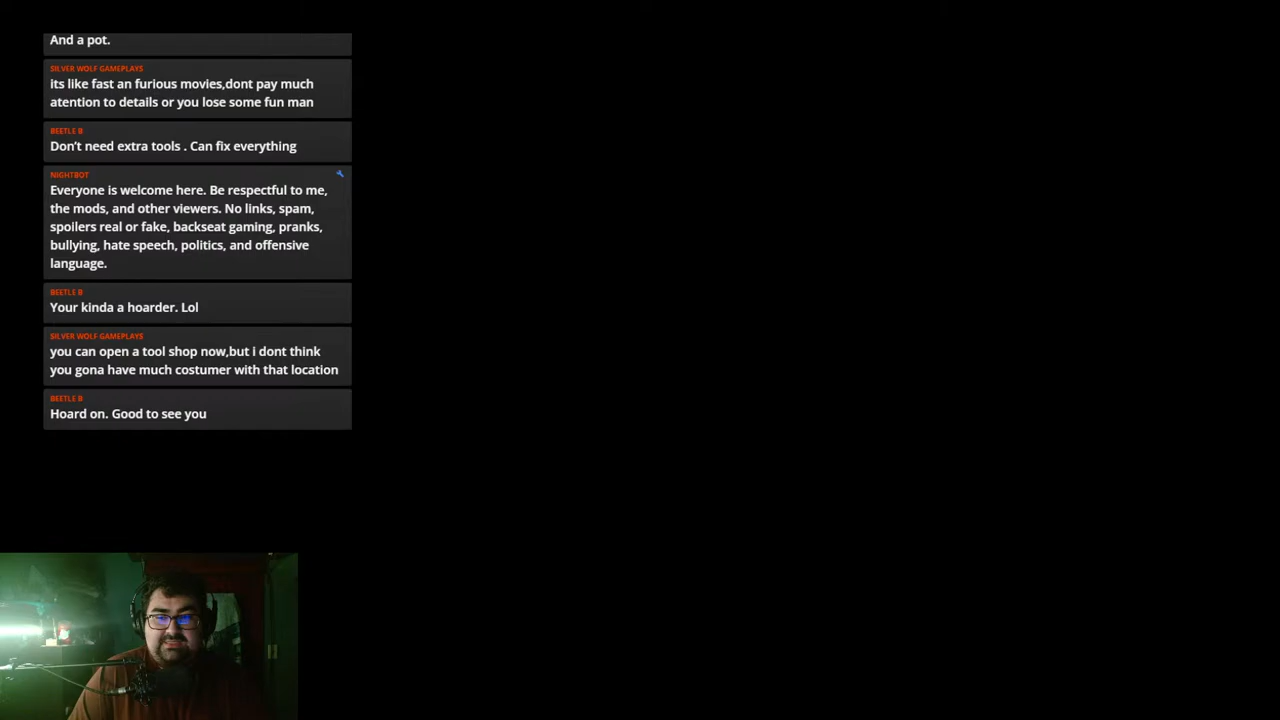 And a pot.
SILVER WOLF GAMEPLAYS
its like fast an furious movies,dont pay much
atention to details or you lose some fun man
BEETLE B
Don't need extra tools . Can fix everything
NIGHTBOT
Everyone is welcome here. Be respectful to me,
the mods, and other viewers. No links, spam,
spoilers real or fake, backseat gaming, pranks,
bullying, hate speech, politics, and offensive
language.
BEETLE B
Your kinda a hoarder. Lol
SILVER WOLF GAMEPLAYS
you can open a tool shop now,but i dont think
you gona have much costumer with that location
BEETLE B
Hoard on. Good to see you